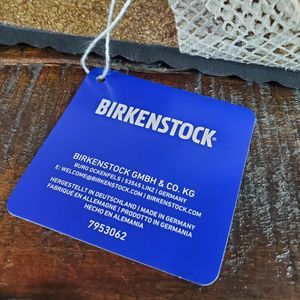 BIRKENSTOCK
BIRKENSTOCK GMBH & CO. KG
BURG OCKENFELS | 53545 LINZ | GERMANY
E: WELCOME@BIRKENSTOCK.COM | BIRKENSTOCK.COM
HERGESTELLT IN DEUTSCHLAND | MADE IN GERMANY
FABRIQUÉ EN ALLEMAGNE | PRODOTTO IN GERMANIA
HECHO EN ALEMANIA
7953062